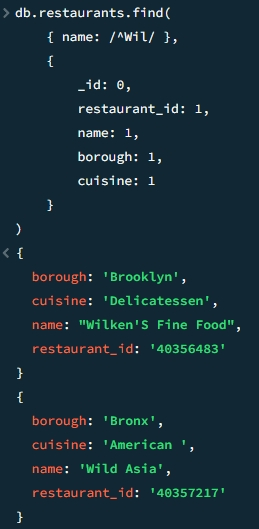 > db.restaurants.find(
{ name: /^Wil/ },
{
_id: 0,
restaurant_id: 1,
name: 1,
borough: 1,
cuisine: 1
}
)
< {
borough: 'Brooklyn',
cuisine: 'Delicatessen',
name: "Wilken'S Fine Food",
restaurant_id: '40356483'
}
{
borough: 'Bronx',
cuisine: 'American ',
name: 'Wild Asia',
restaurant_id: '40357217'
}